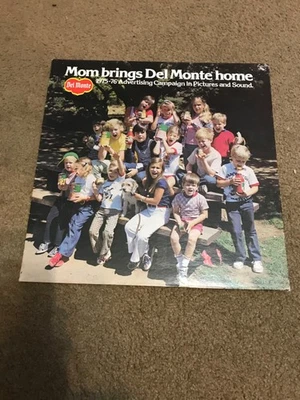 Mom brings Del Monte home
1975-76 Advertising Campaign in Pictures and Sound.
Del Monte